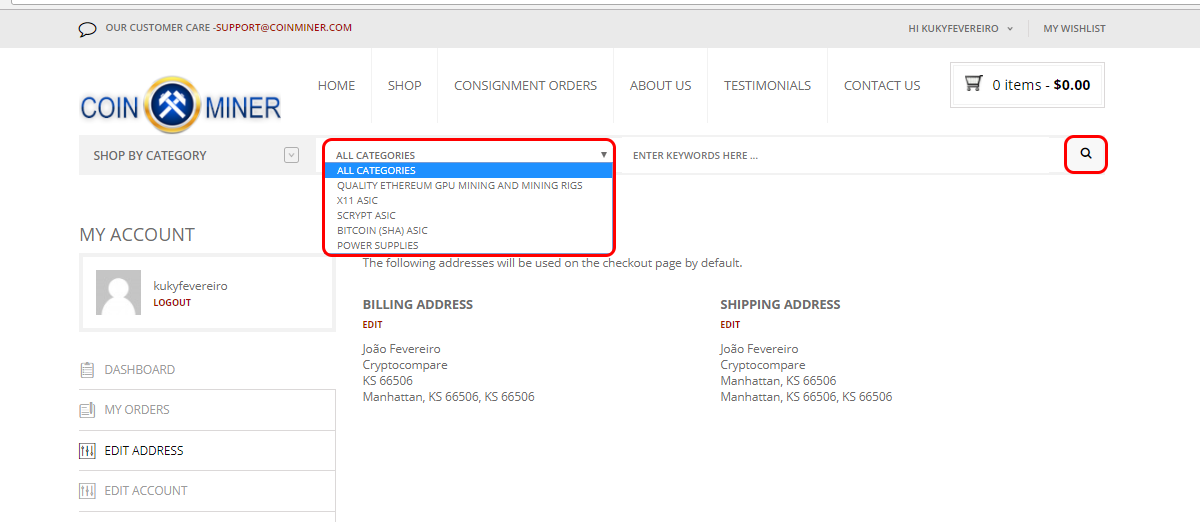 OUR CUSTOMER CARE -SUPPORT@COINMINER.COM
HI KUKYFEVEREIRO
MY WISHLIST
COIN MINER
HOME
SHOP
CONSIGNMENT ORDERS
ABOUT US
TESTIMONIALS
CONTACT US
0 items - $0.00
SHOP BY CATEGORY
ALL CATEGORIES
ENTER KEYWORDS HERE ...
ALL CATEGORIES
QUALITY ETHEREUM GPU MINING AND MINING RIGS
X11 ASIC
SCRYPT ASIC
BITCOIN (SHA) ASIC
POWER SUPPLIES
MY ACCOUNT
kukyfevereiro
LOGOUT
DASHBOARD
MY ORDERS
EDIT ADDRESS
EDIT ACCOUNT
The following addresses will be used on the checkout page by default.
BILLING ADDRESS
EDIT
João Fevereiro
Cryptocompare
KS 66506
Manhattan, KS 66506, KS 66506
SHIPPING ADDRESS
EDIT
João Fevereiro
Cryptocompare
Manhattan, KS 66506
Manhattan, KS 66506, KS 66506